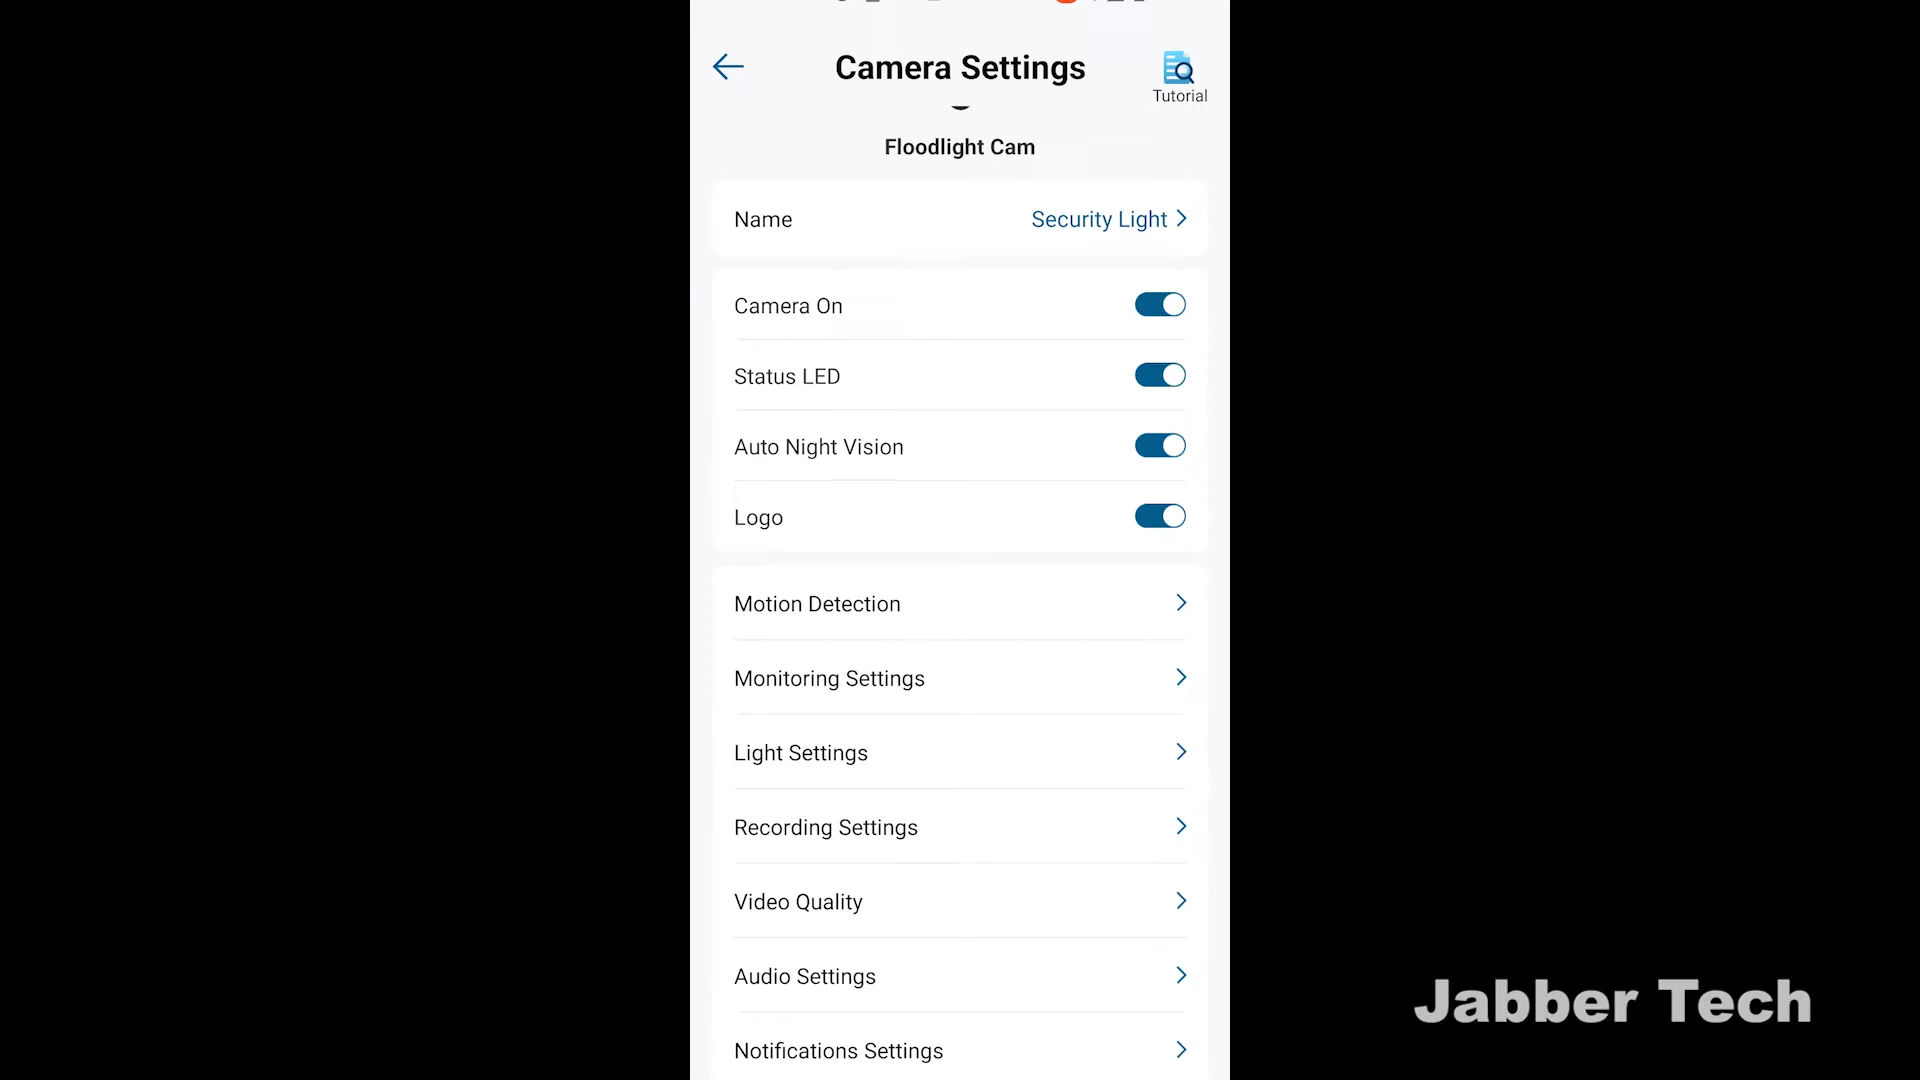 Camera Settings
Tutorial
Floodlight Cam
Name
Security Light
Camera On
Status LED
Auto Night Vision
Logo
Motion Detection
Monitoring Settings
Light Settings
Recording Settings
Video Quality
Audio Settings
Notifications Settings
Jabber Tech